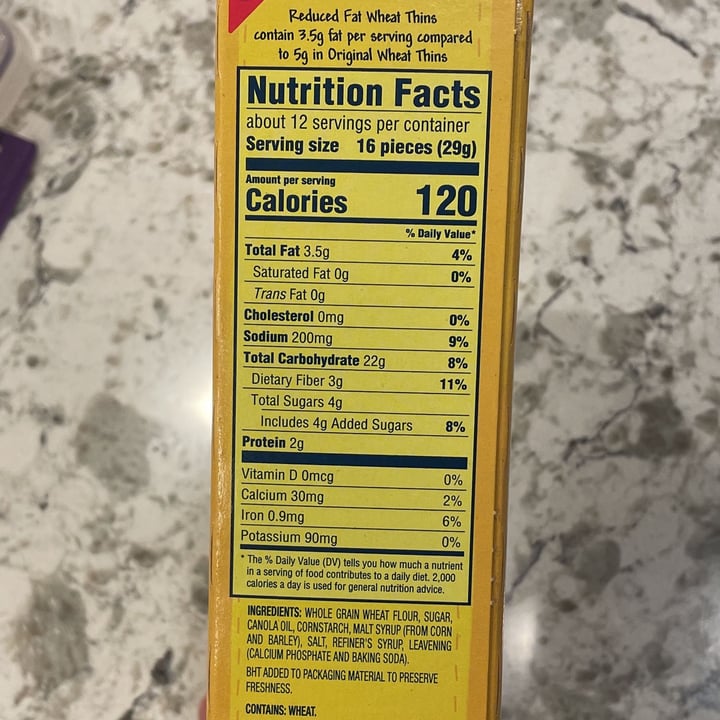 Reduced Fat Wheat Thins
contain 3.5g fat per serving compared
to 5g in Original Wheat Thins
Nutrition Facts
about 12 servings per container
Serving size 16 pieces (29g)
Amount per serving
Calories 120
% Daily Value*
Total Fat 3.5g 4%
Saturated Fat 0g 0%
Trans Fat 0g
Cholesterol 0mg 0%
Sodium 200mg 9%
Total Carbohydrate 22g 8%
Dietary Fiber 3g 11%
Total Sugars 4g
Includes 4g Added Sugars 8%
Protein 2g
Vitamin D 0mcg 0%
Calcium 30mg 2%
Iron 0.9mg 6%
Potassium 90mg 0%
* The % Daily Value (DV) tells you how much a nutrient
in a serving of food contributes to a daily diet. 2,000
calories a day is used for general nutrition advice.
INGREDIENTS: WHOLE GRAIN WHEAT FLOUR, SUGAR,
CANOLA OIL, CORNSTARCH, MALT SYRUP (FROM CORN
AND BARLEY), SALT, REFINER'S SYRUP, LEAVENING
(CALCIUM PHOSPHATE AND BAKING SODA).
BHT ADDED TO PACKAGING MATERIAL TO PRESERVE
FRESHNESS.
CONTAINS: WHEAT.